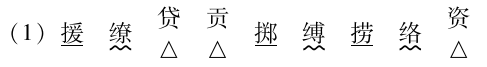 (1) 援 缭 贷 贡 掷 缚 捞 络 资